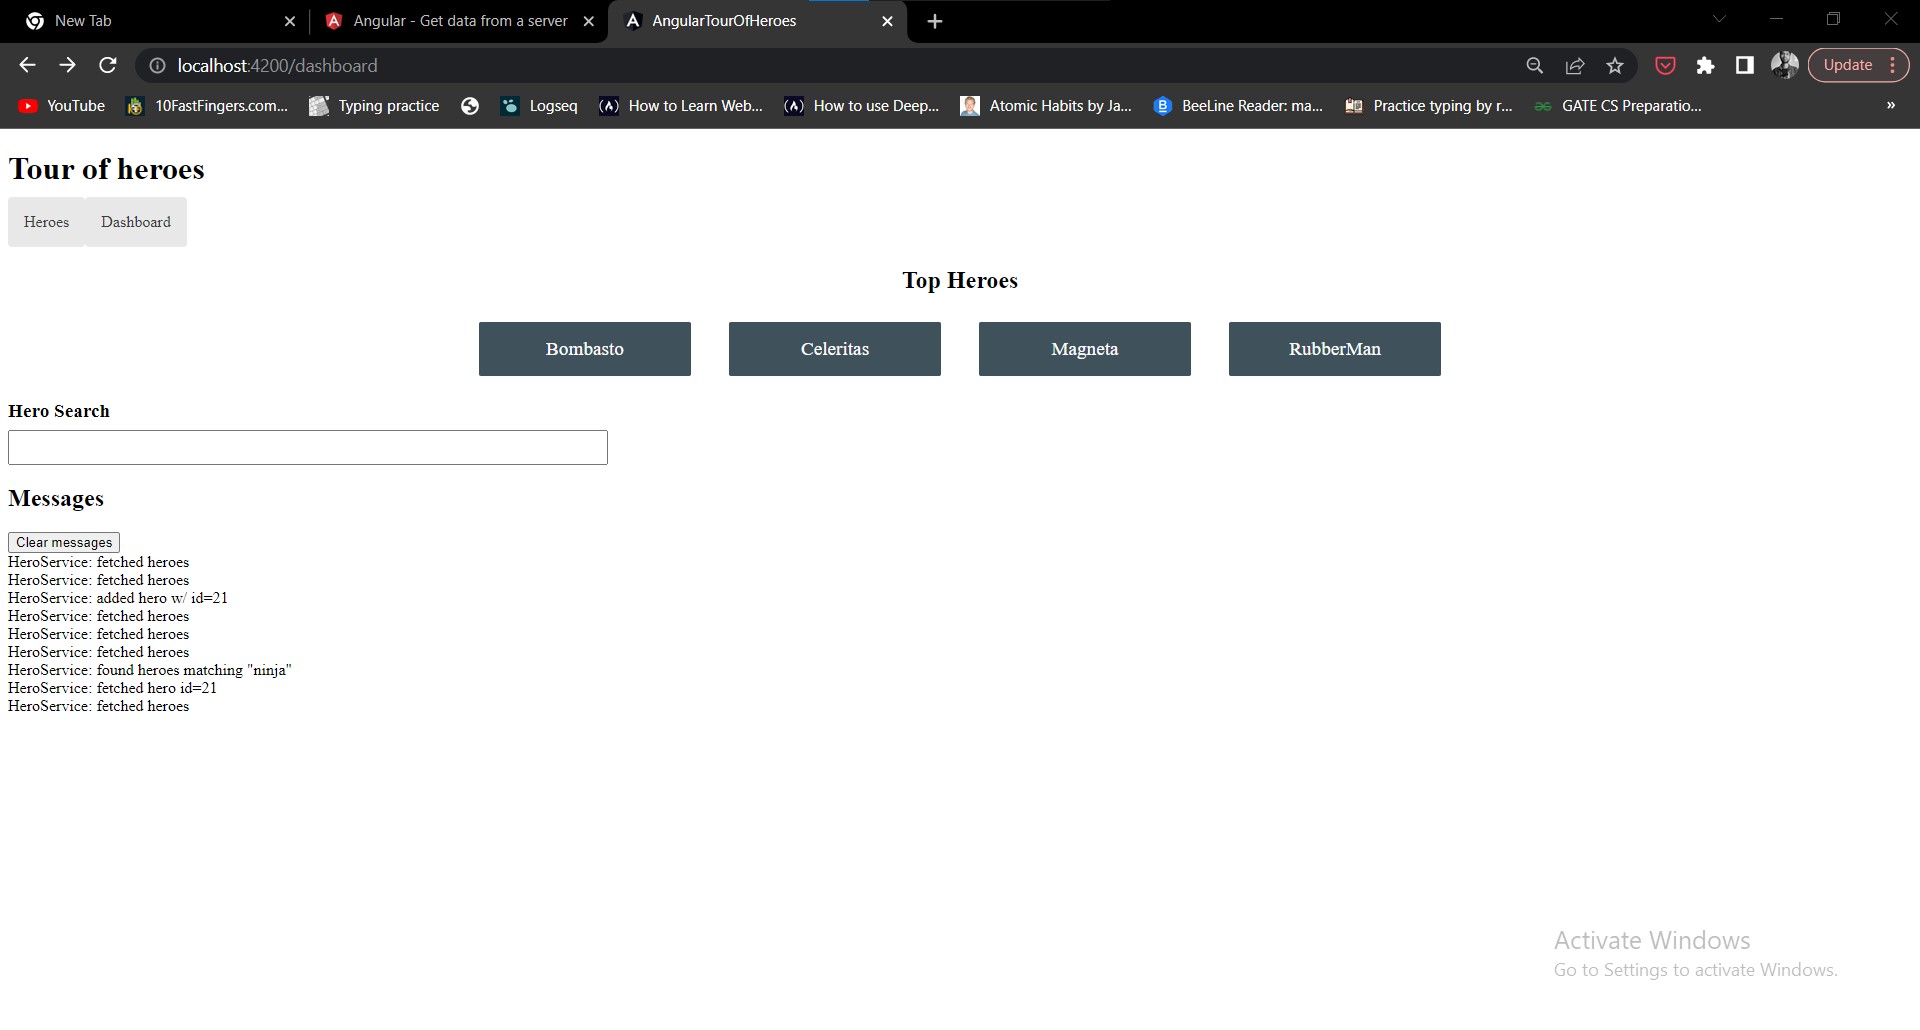 New Tab
Angular - Get data from a server
AngularTourOfHeroes
localhost:4200/dashboard
Update
YouTube
10FastFingers.com...
Typing practice
Logseq
How to Learn Web...
How to use Deep...
Atomic Habits by Ja...
BeeLine Reader: ma...
Practice typing by r...
GATE CS Preparatio...
»
Tour of heroes
Heroes
Dashboard
Top Heroes
Bombasto
Celeritas
Magneta
RubberMan
Hero Search
Messages
Clear messages
HeroService: fetched heroes
HeroService: fetched heroes
HeroService: added hero w/ id=21
HeroService: fetched heroes
HeroService: fetched heroes
HeroService: fetched heroes
HeroService: found heroes matching "ninja"
HeroService: fetched hero id=21
HeroService: fetched heroes
Activate Windows
Go to Settings to activate Windows.